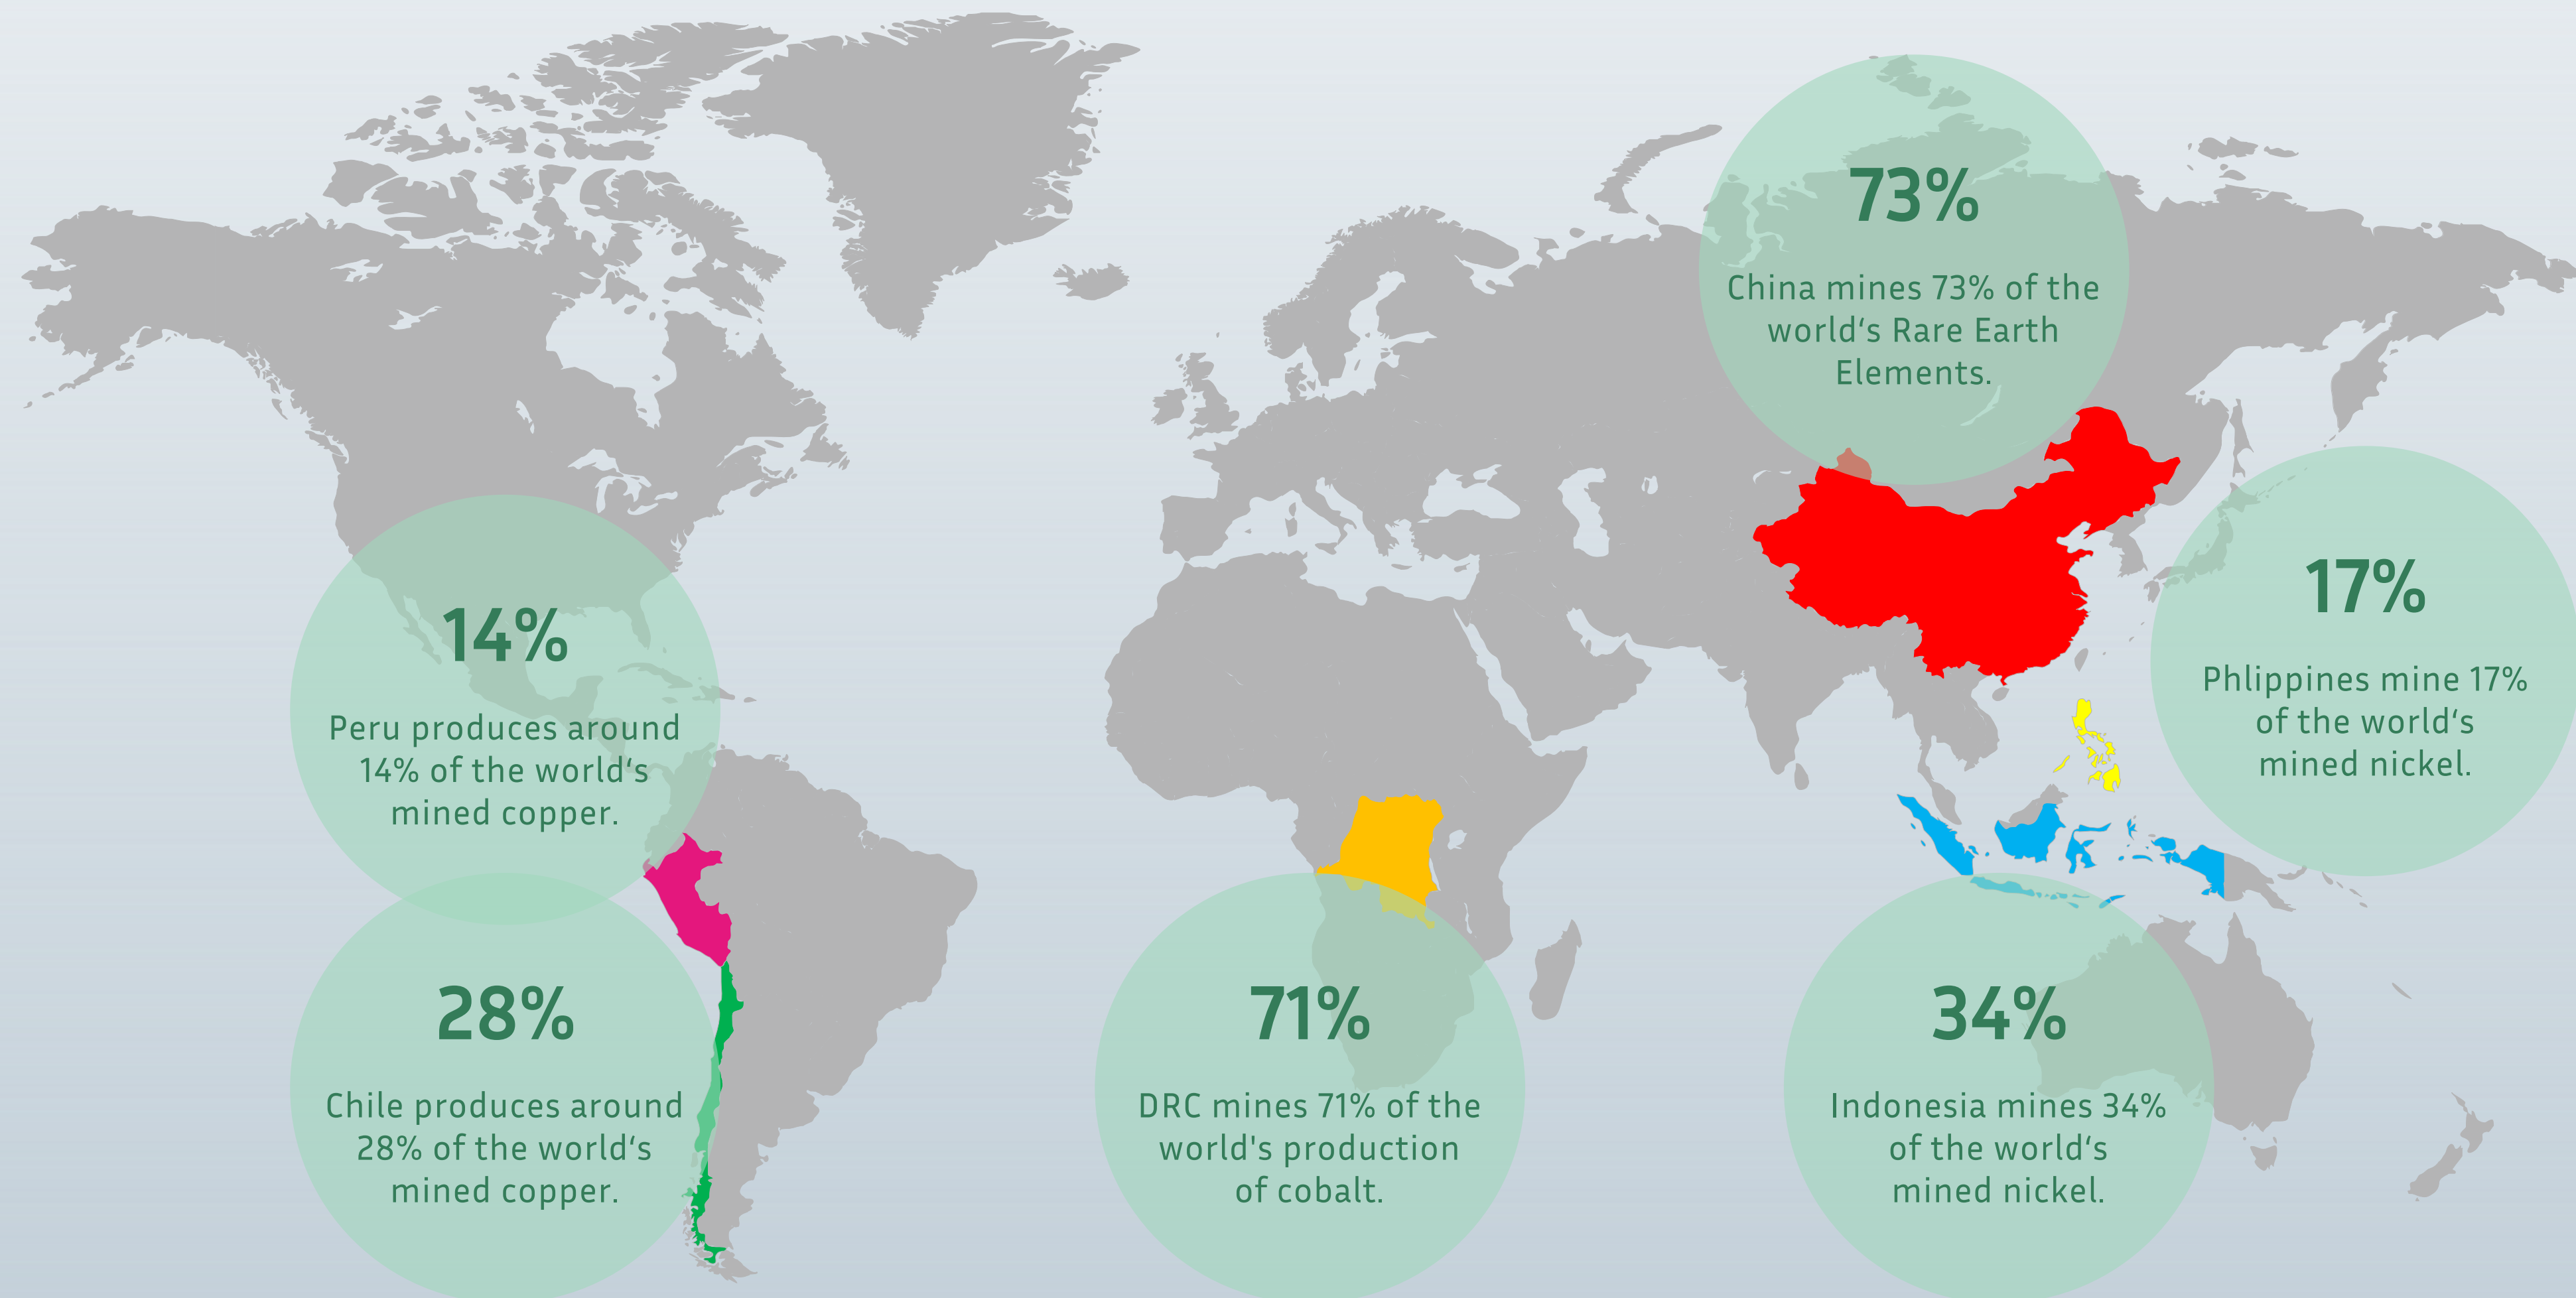 73%
China mines 73% of the
world‘s Rare Earth
Elements.
17%
Phlippines mine 17%
of the world‘s
mined nickel.
14%
Peru produces around
14% of the world‘s
mined copper.
28%
Chile produces around
28% of the world‘s
mined copper.
71%
DRC mines 71% of the
world's production
of cobalt.
34%
Indonesia mines 34%
of the world‘s
mined nickel.